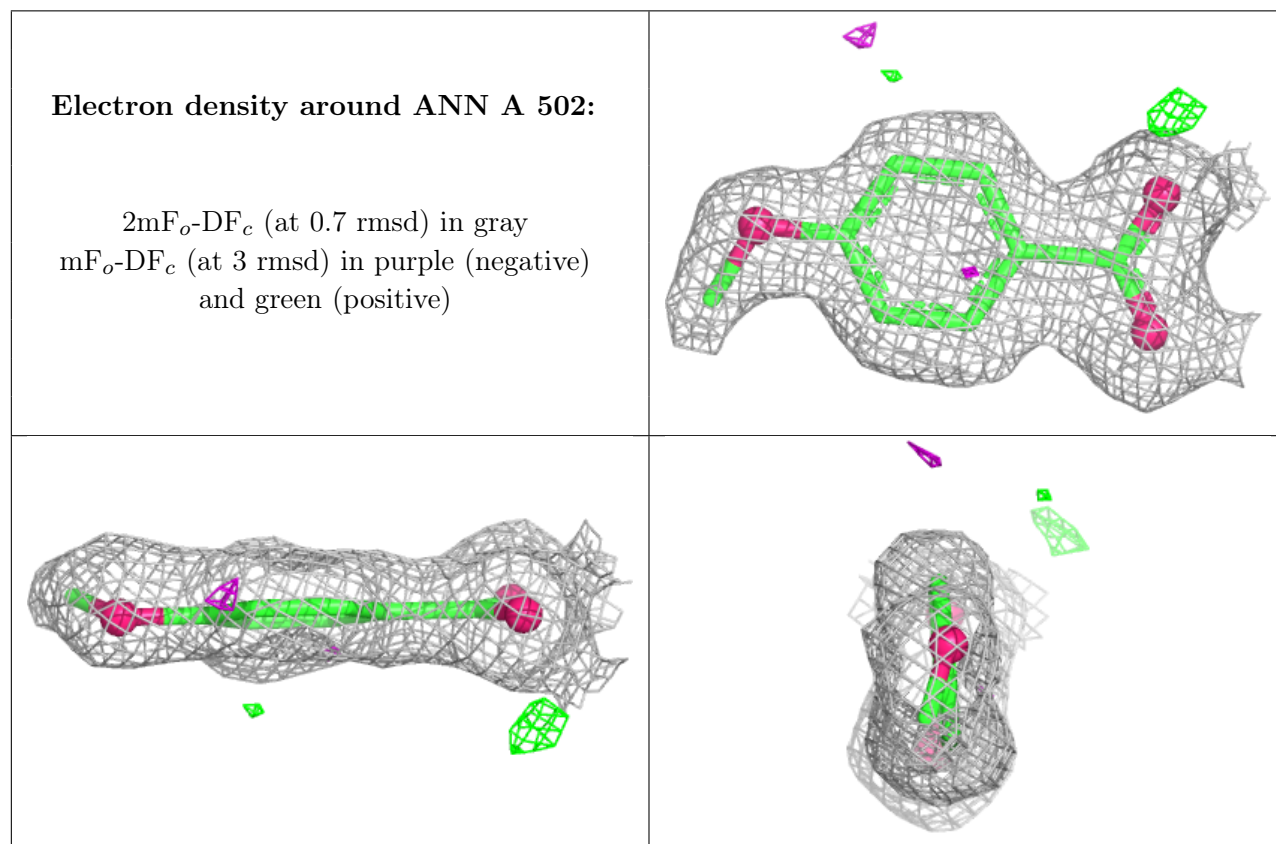 Electron density around ANN A 502:
2mFo-DFc (at 0.7 rmsd) in gray
mFo-DFc (at 3 rmsd) in purple (negative)
and green (positive)